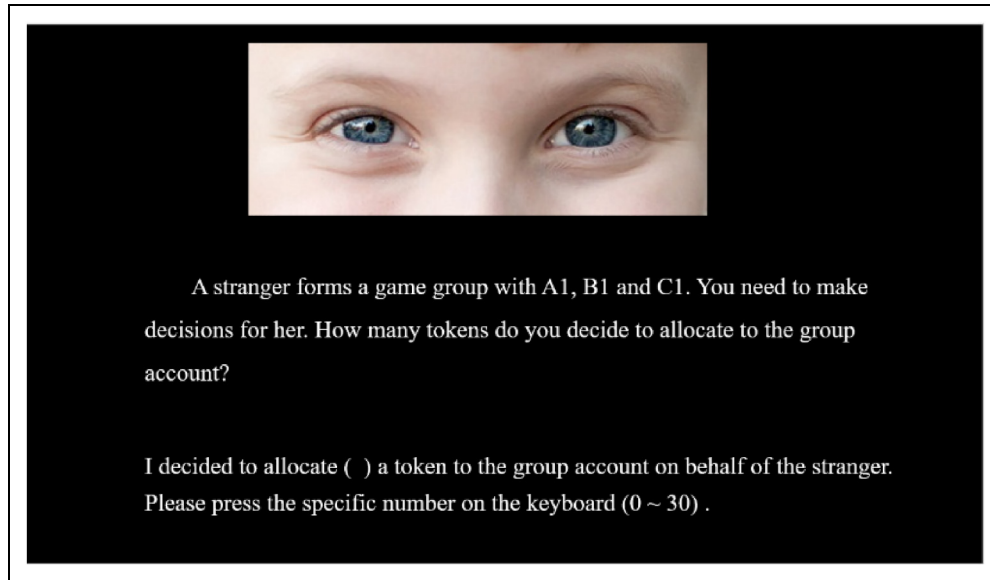 A stranger forms a game group with A1, B1 and C1. You need to make
decisions for her. How many tokens do you decide to allocate to the group
account?
I decided to allocate ( ) a token to the group account on behalf of the stranger.
Please press the specific number on the keyboard (0 ~ 30) .